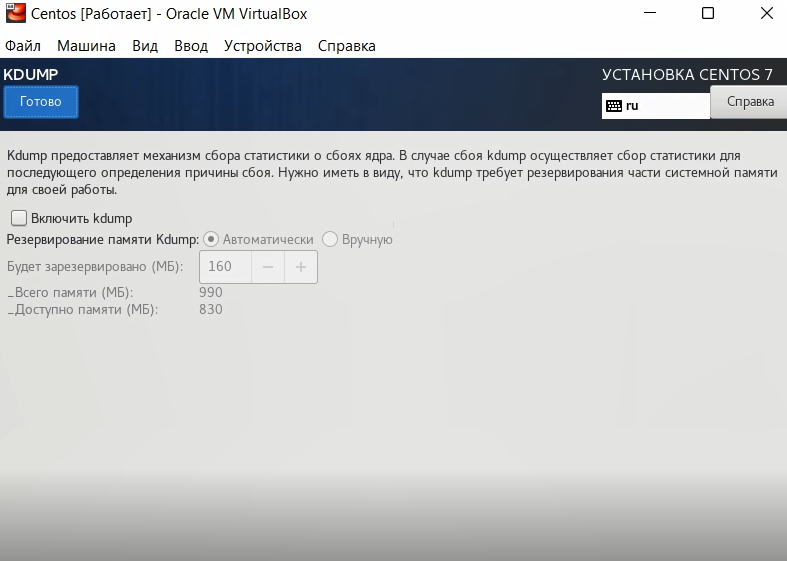 Centos [Работает] - Oracle VM VirtualBox
Файл Машина Вид Ввод Устройства Справка
KDUMP
УСТАНОВКА CENTOS 7
Готово
ru
Справка
Kdump предоставляет механизм сбора статистики о сбоях ядра. В случае сбоя kdump осуществляет сбор статистики для
последующего определения причины сбоя. Нужно иметь в виду, что kdump требует резервирования части системной памяти
для своей работы.
Включить kdump
Резервирование памяти Kdump: Автоматически Вручную
Будет зарезервировано (МБ): 160 − +
_Всего памяти (МБ): 990
_Доступно памяти (МБ): 830